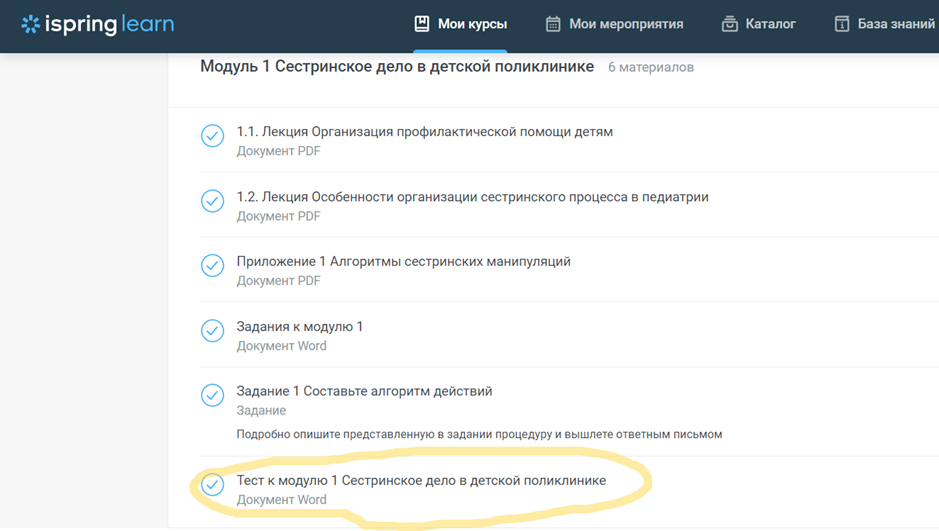 ispring learn
Мои курсы Мои мероприятия Каталог База знаний
Модуль 1 Сестринское дело в детской поликлинике 6 материалов
1.1. Лекция Организация профилактической помощи детям
Документ PDF
1.2. Лекция Особенности организации сестринского процесса в педиатрии
Документ PDF
Приложение 1 Алгоритмы сестринских манипуляций
Документ PDF
Задания к модулю 1
Документ Word
Задание 1 Составьте алгоритм действий
Задание
Подробно опишите представленную в задании процедуру и вышлете ответным письмом
Тест к модулю 1 Сестринское дело в детской поликлинике
Документ Word